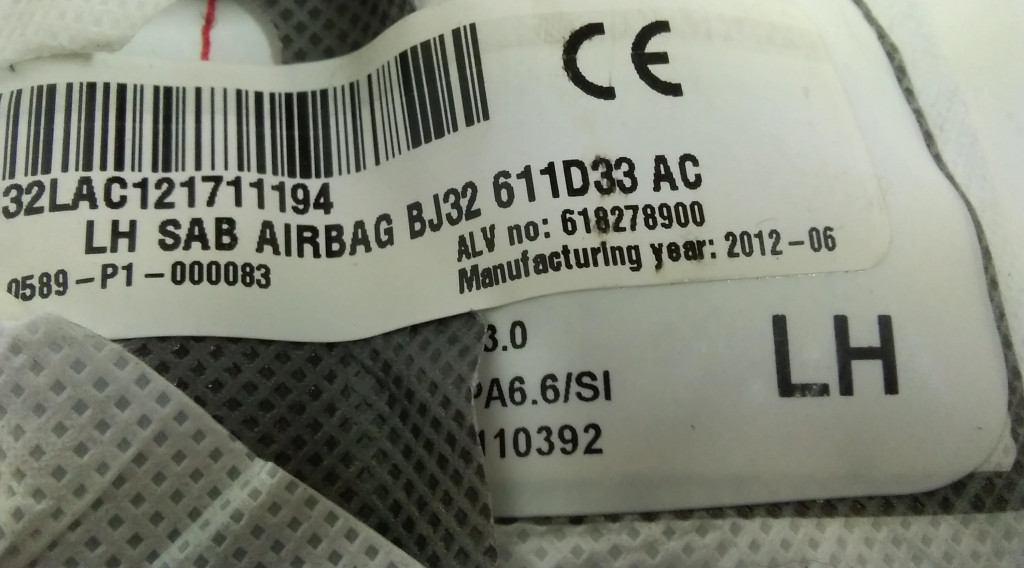 CE
32LAC121711194
LH SAB AIRBAG BJ32 611D33 AC
ALV no: 618278900
0589-P1-000083
Manufacturing year: 2012-06
3.0
PA6.6/SI
110392
LH